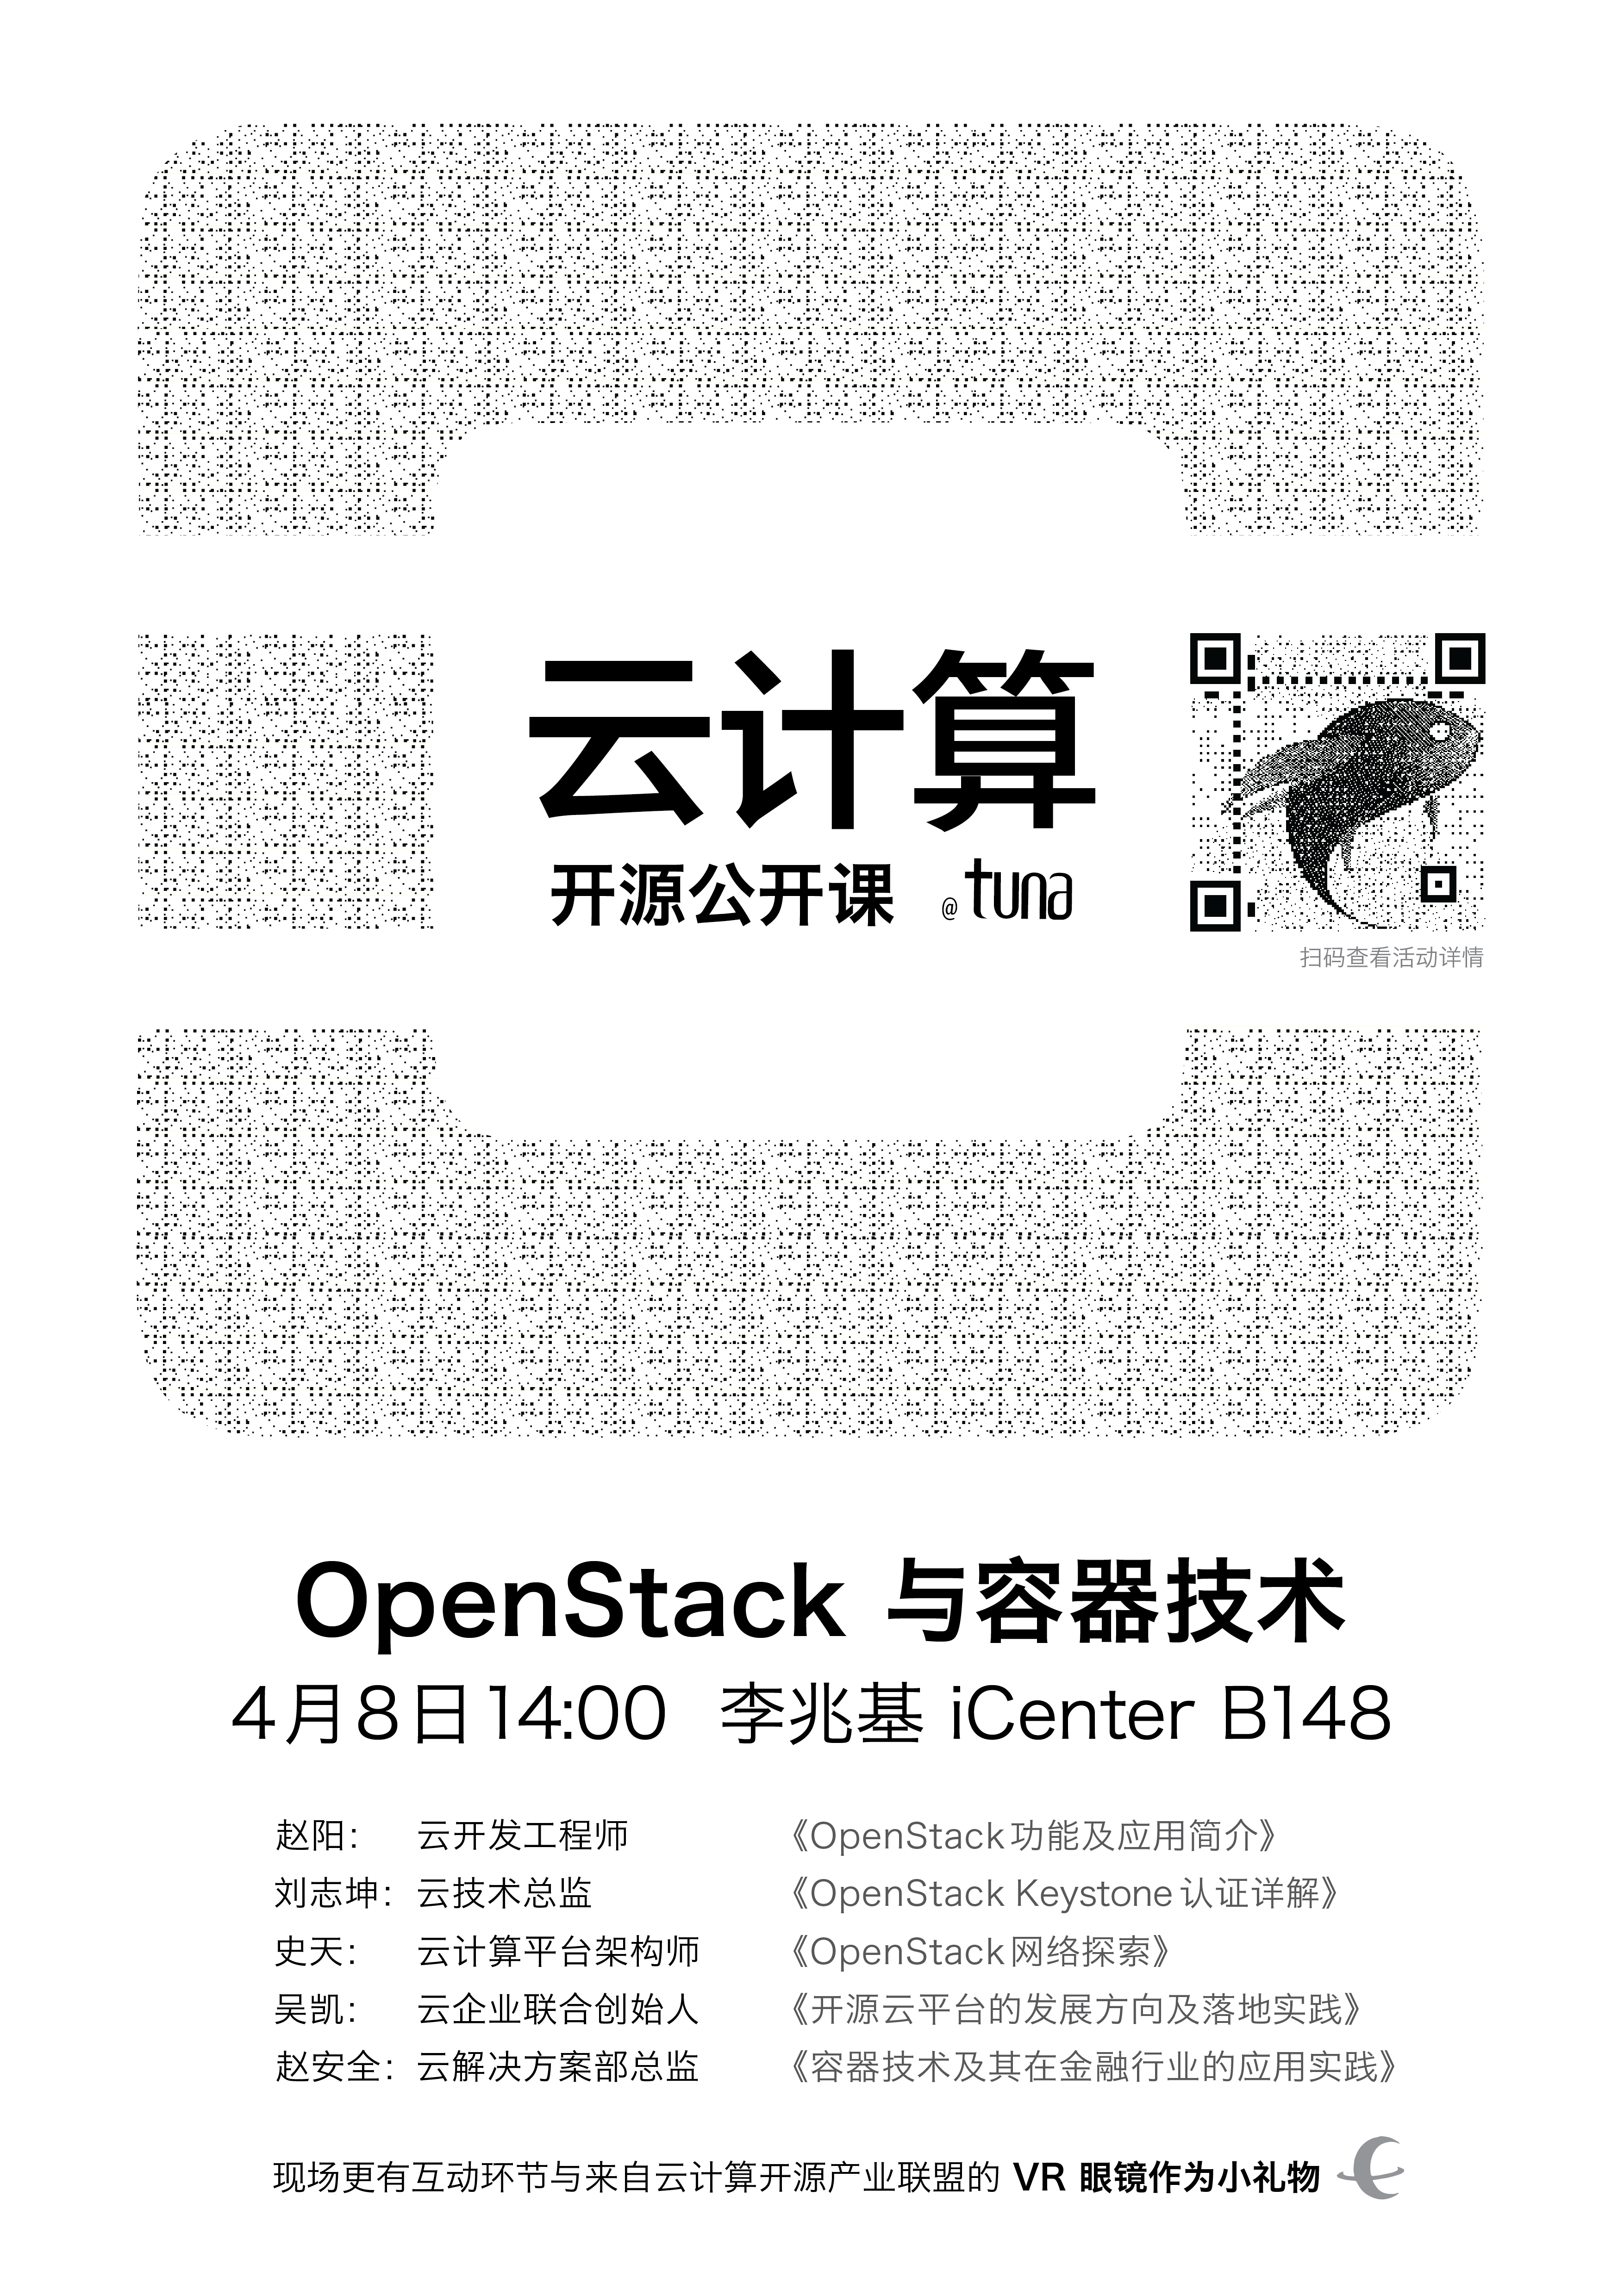 云计算
开源公开课 @tuna
扫码查看活动详情
OpenStack 与容器技术
4月8日14:00 李兆基 iCenter B148
赵阳： 云开发工程师 《OpenStack功能及应用简介》
刘志坤： 云技术总监 《OpenStack Keystone认证详解》
史天： 云计算平台架构师 《OpenStack网络探索》
吴凯： 云企业联合创始人 《开源云平台的发展方向及落地实践》
赵安全： 云解决方案部总监 《容器技术及其在金融行业的应用实践》
现场更有互动环节与来自云计算开源产业联盟的 VR 眼镜作为小礼物